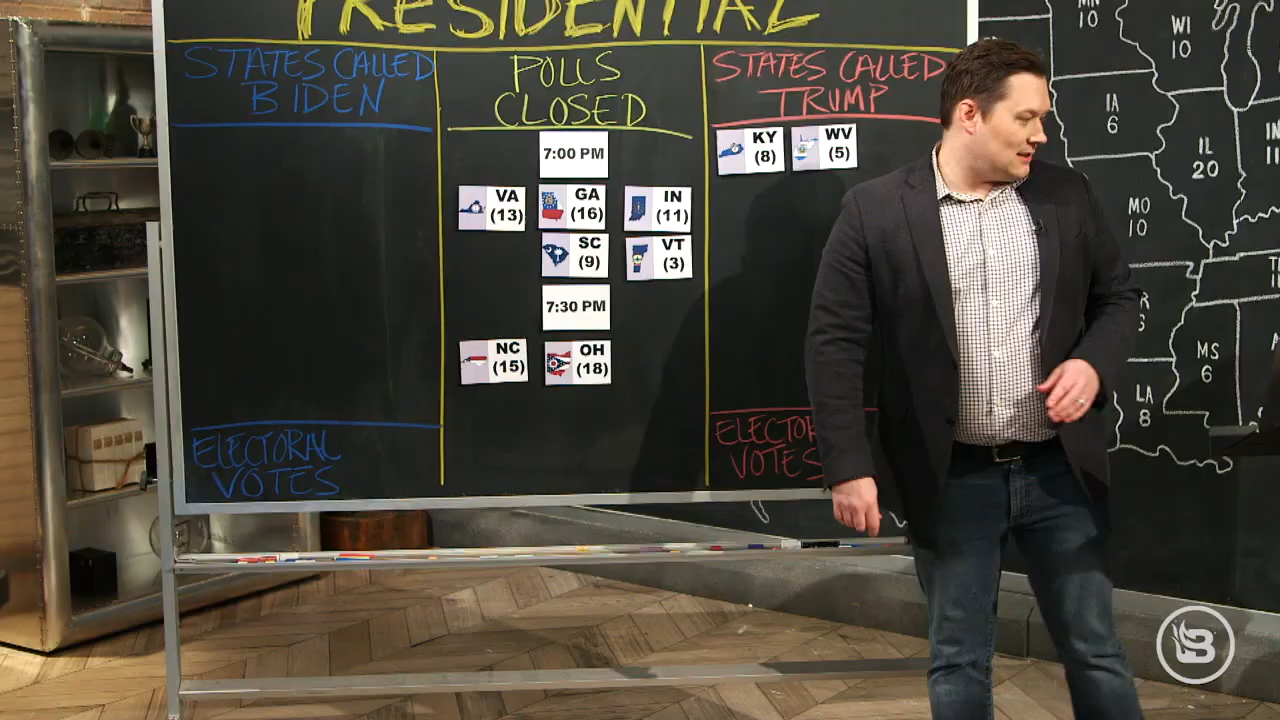 PRESIDENTIAL
STATES CALLED
BIDEN
POLLS
CLOSED
STATES CALLED
TRUMP
7:00 PM
VA
(13)
GA
(16)
IN
(11)
SC
(9)
VT
(3)
7:30 PM
NC
(15)
OH
(18)
KY
(8)
WV
(5)
ELECTORAL
VOTES
VOTES
MN
10
WI
10
IA
6
IL
20
IN
11
MO
10
MS
6
LA
8
B